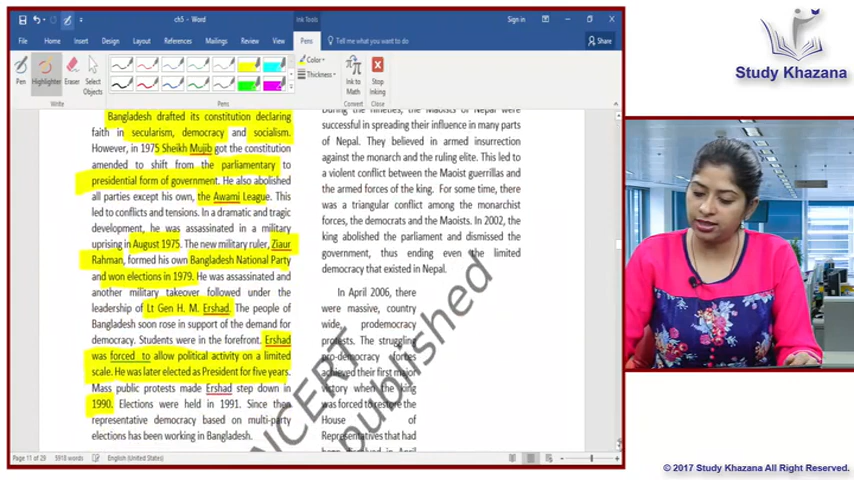 ch5 - Word
Ink Tools
Sign in
File Home Insert Design Layout References Mailings Review View Pens Tell me what you want to do
Share
Pen Highlighter Eraser Select Objects
Color
Thickness
Ink to Math
Stop Inking
Write Pens Convert Close
Bangladesh drafted its constitution declaring
faith in secularism, democracy and socialism.
However, in 1975 Sheikh Mujib got the constitution
amended to shift from the parliamentary to
presidential form of government. He also abolished
all parties except his own, the Awami League. This
led to conflicts and tensions. In a dramatic and tragic
development, he was assassinated in a military
uprising in August 1975. The new military ruler, Ziaur
Rahman, formed his own Bangladesh National Party
and won elections in 1979. He was assassinated and
another military takeover followed under the
leadership of Lt Gen H. M. Ershad. The people of
Bangladesh soon rose in support of the demand for
democracy. Students were in the forefront. Ershad
was forced to allow political activity on a limited
scale. He was later elected as President for five years.
Mass public protests made Ershad step down in
1990. Elections were held in 1991. Since then
representative democracy based on multi-party
elections has been working in Bangladesh.
During the nineties, the Maoists of Nepal were
successful in spreading their influence in many parts
of Nepal. They believed in armed insurrection
against the monarch and the ruling elite. This led to
a violent conflict between the Maoist guerrillas and
the armed forces of the king. For some time, there
was a triangular conflict among the monarchist
forces, the democrats and the Maoists. In 2002, the
king abolished the parliament and dismissed the
government, thus ending even the limited
democracy that existed in Nepal.
In April 2006, there
were massive, country
wide, prodemocracy
protests. The struggling
pro-democracy forces
achieved their first major
victory when the king
was forced to restore the
House of
Representatives that had
been dissolved in April
NCERT
published
Page 11 of 29 5918 words English (United States)
Study Khazana
© 2017 Study Khazana All Right Reserved.